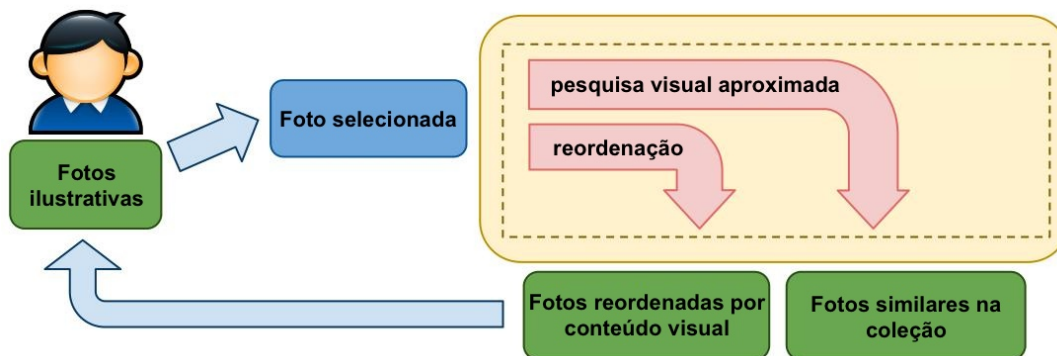 Fotos
ilustrativas
Foto selecionada
pesquisa visual aproximada
reordenação
Fotos reordenadas por
conteúdo visual
Fotos similares na
coleção